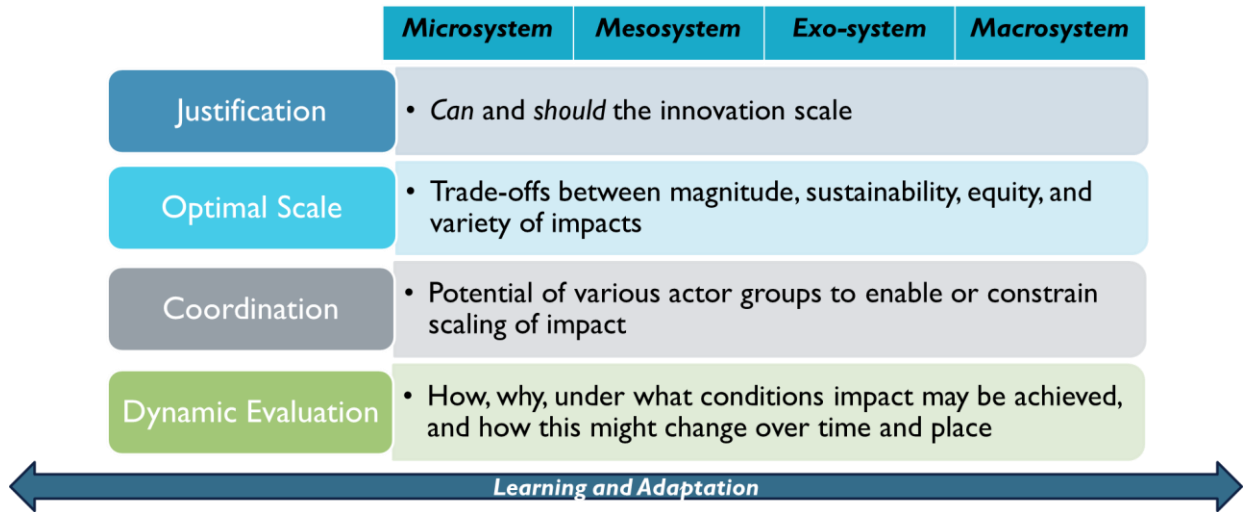 Microsystem Mesosystem Exo-system Macrosystem
Justification
• Can and should the innovation scale
Optimal Scale
• Trade-offs between magnitude, sustainability, equity, and
variety of impacts
Coordination
• Potential of various actor groups to enable or constrain
scaling of impact
Dynamic Evaluation
• How, why, under what conditions impact may be achieved,
and how this might change over time and place
Learning and Adaptation